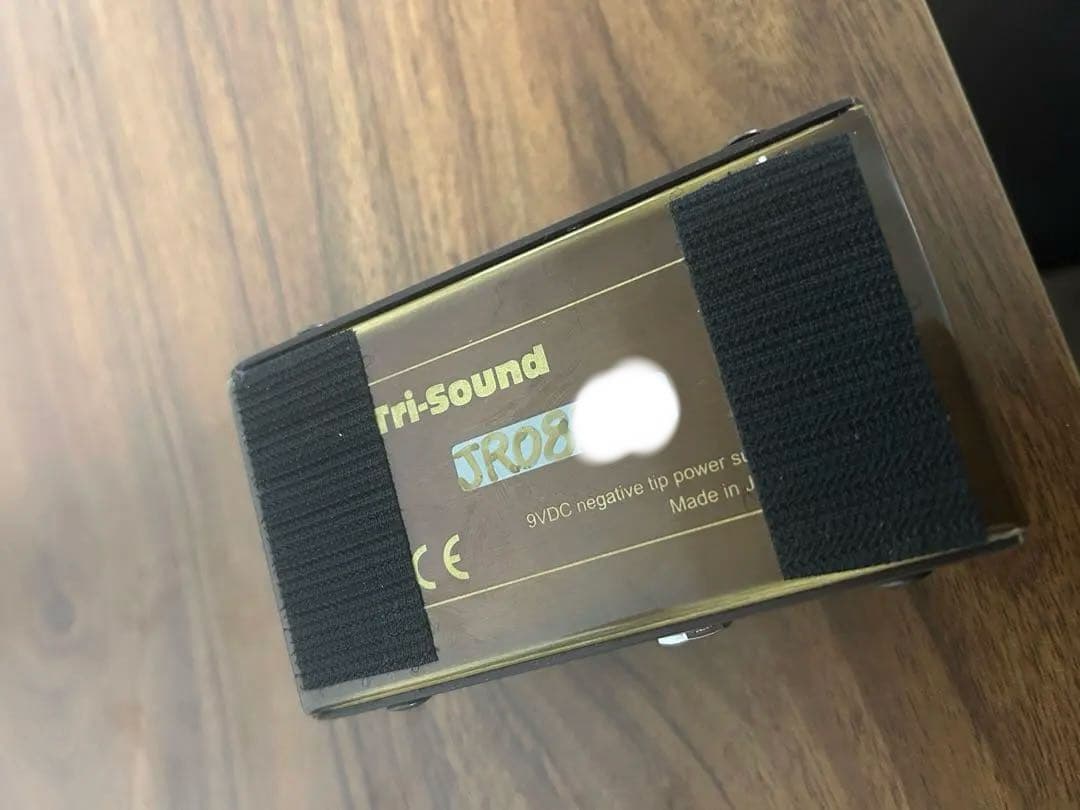 Tri-Sound
JR08
9VDC negative tip power su
Made in J
CE